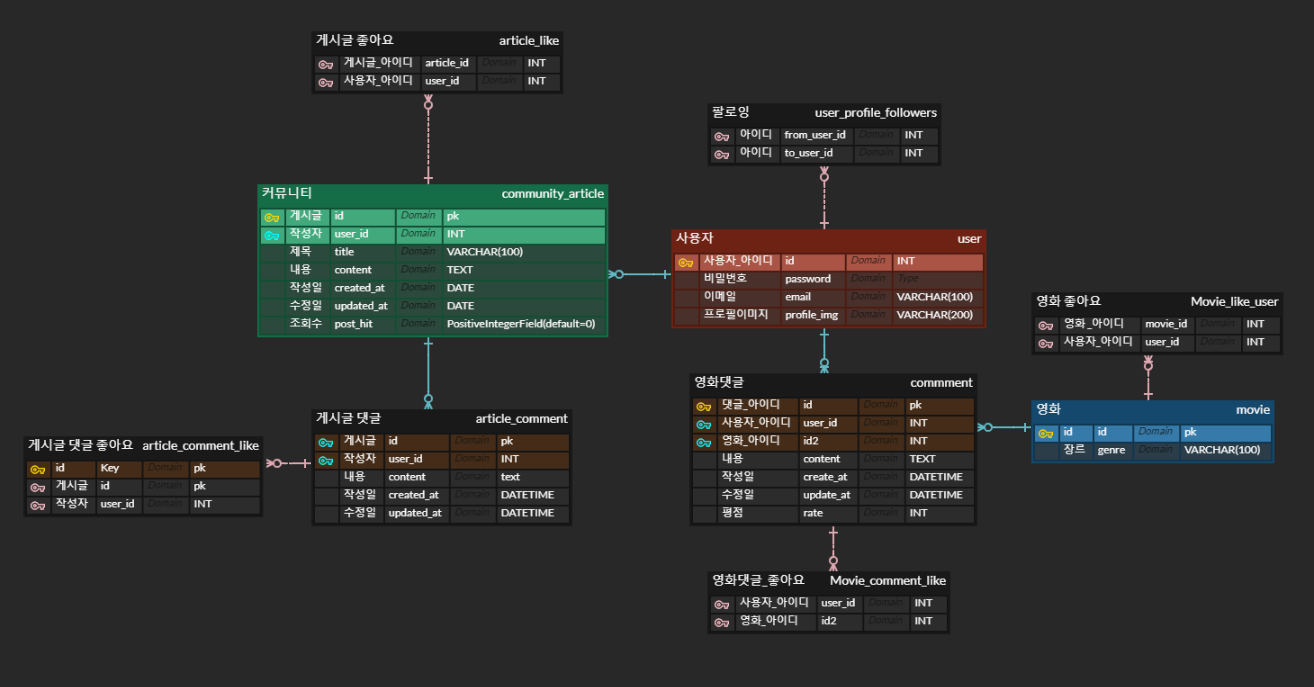 게시글 좋아요 article_like
게시글_아이디 article_id Domain INT
사용자_아이디 user_id Domain INT
팔로잉 user_profile_followers
아이디 from_user_id Domain INT
아이디 to_user_id Domain INT
커뮤니티 community_article
게시글 id Domain pk
작성자 user_id Domain INT
제목 title Domain VARCHAR(100)
내용 content Domain TEXT
작성일 created_at Domain DATE
수정일 updated_at Domain DATE
조회수 post_hit Domain PositiveIntegerField(default=0)
사용자 user
사용자_아이디 id Domain INT
비밀번호 password Domain Type
이메일 email Domain VARCHAR(100)
프로필이미지 profile_img Domain VARCHAR(200)
영화 좋아요 Movie_like_user
영화_아이디 movie_id Domain INT
사용자_아이디 user_id Domain INT
영화댓글 commment
댓글_아이디 id Domain pk
사용자_아이디 user_id Domain INT
영화_아이디 id2 Domain INT
내용 content Domain TEXT
작성일 create_at Domain DATETIME
수정일 update_at Domain DATETIME
평점 rate Domain INT
영화 movie
id id Domain pk
장르 genre Domain VARCHAR(100)
게시글 댓글 article_comment
게시글 id Domain pk
작성자 user_id Domain INT
내용 content Domain text
작성일 created_at Domain DATETIME
수정일 updated_at Domain DATETIME
게시글 댓글 좋아요 article_comment_like
id Key Domain pk
게시글 id Domain pk
작성자 user_id Domain INT
영화댓글_좋아요 Movie_comment_like
사용자_아이디 user_id Domain INT
영화_아이디 id2 Domain INT